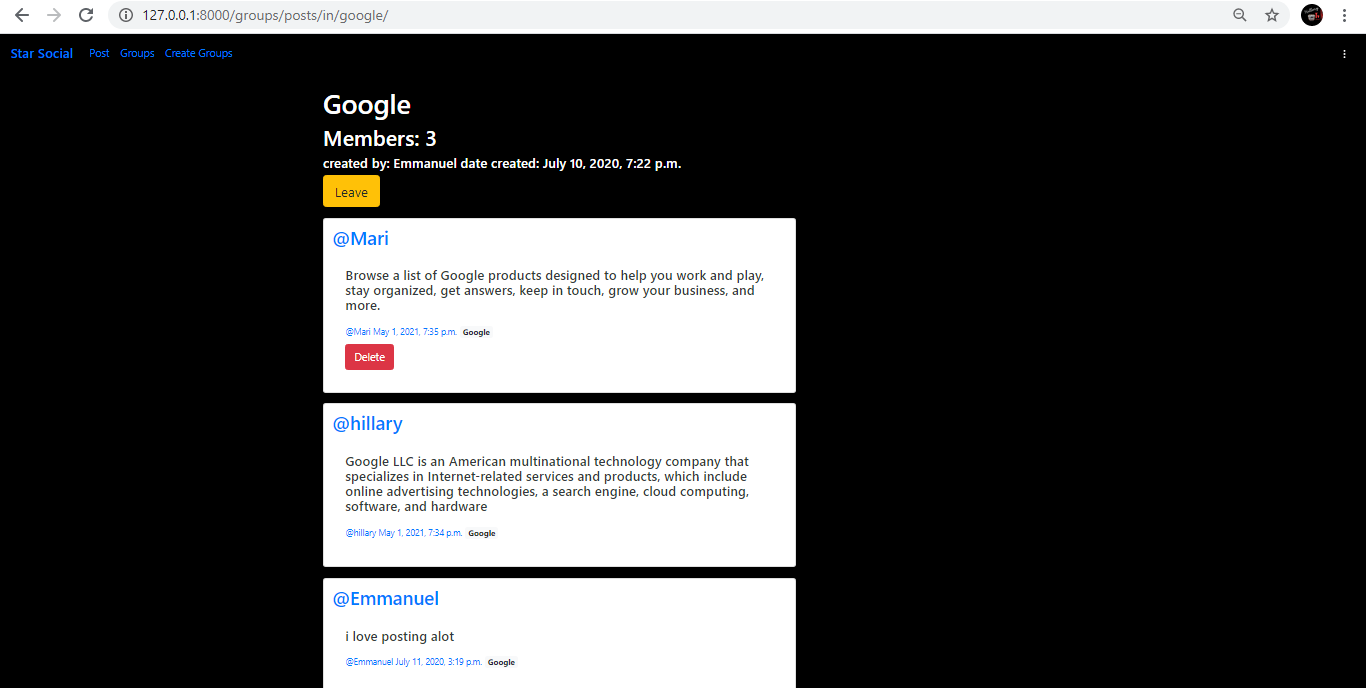 127.0.0.1:8000/groups/posts/in/google/
Star Social Post Groups Create Groups
Google
Members: 3
created by: Emmanuel date created: July 10, 2020, 7:22 p.m.
Leave
@Mari
Browse a list of Google products designed to help you work and play,
stay organized, get answers, keep in touch, grow your business, and
more.
@Mari May 1, 2021, 7:35 p.m. Google
Delete
@hillary
Google LLC is an American multinational technology company that
specializes in Internet-related services and products, which include
online advertising technologies, a search engine, cloud computing,
software, and hardware
@hillary May 1, 2021, 7:34 p.m. Google
@Emmanuel
i love posting alot
@Emmanuel July 11, 2020, 3:19 p.m. Google